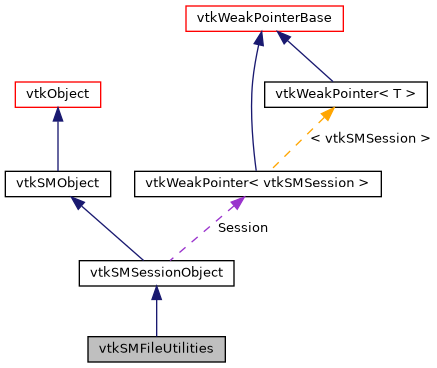 vtkWeakPointerBase
vtkObject
vtkWeakPointer< T >
< vtkSMSession >
vtkSMObject
vtkWeakPointer< vtkSMSession >
Session
vtkSMSessionObject
vtkSMFileUtilities